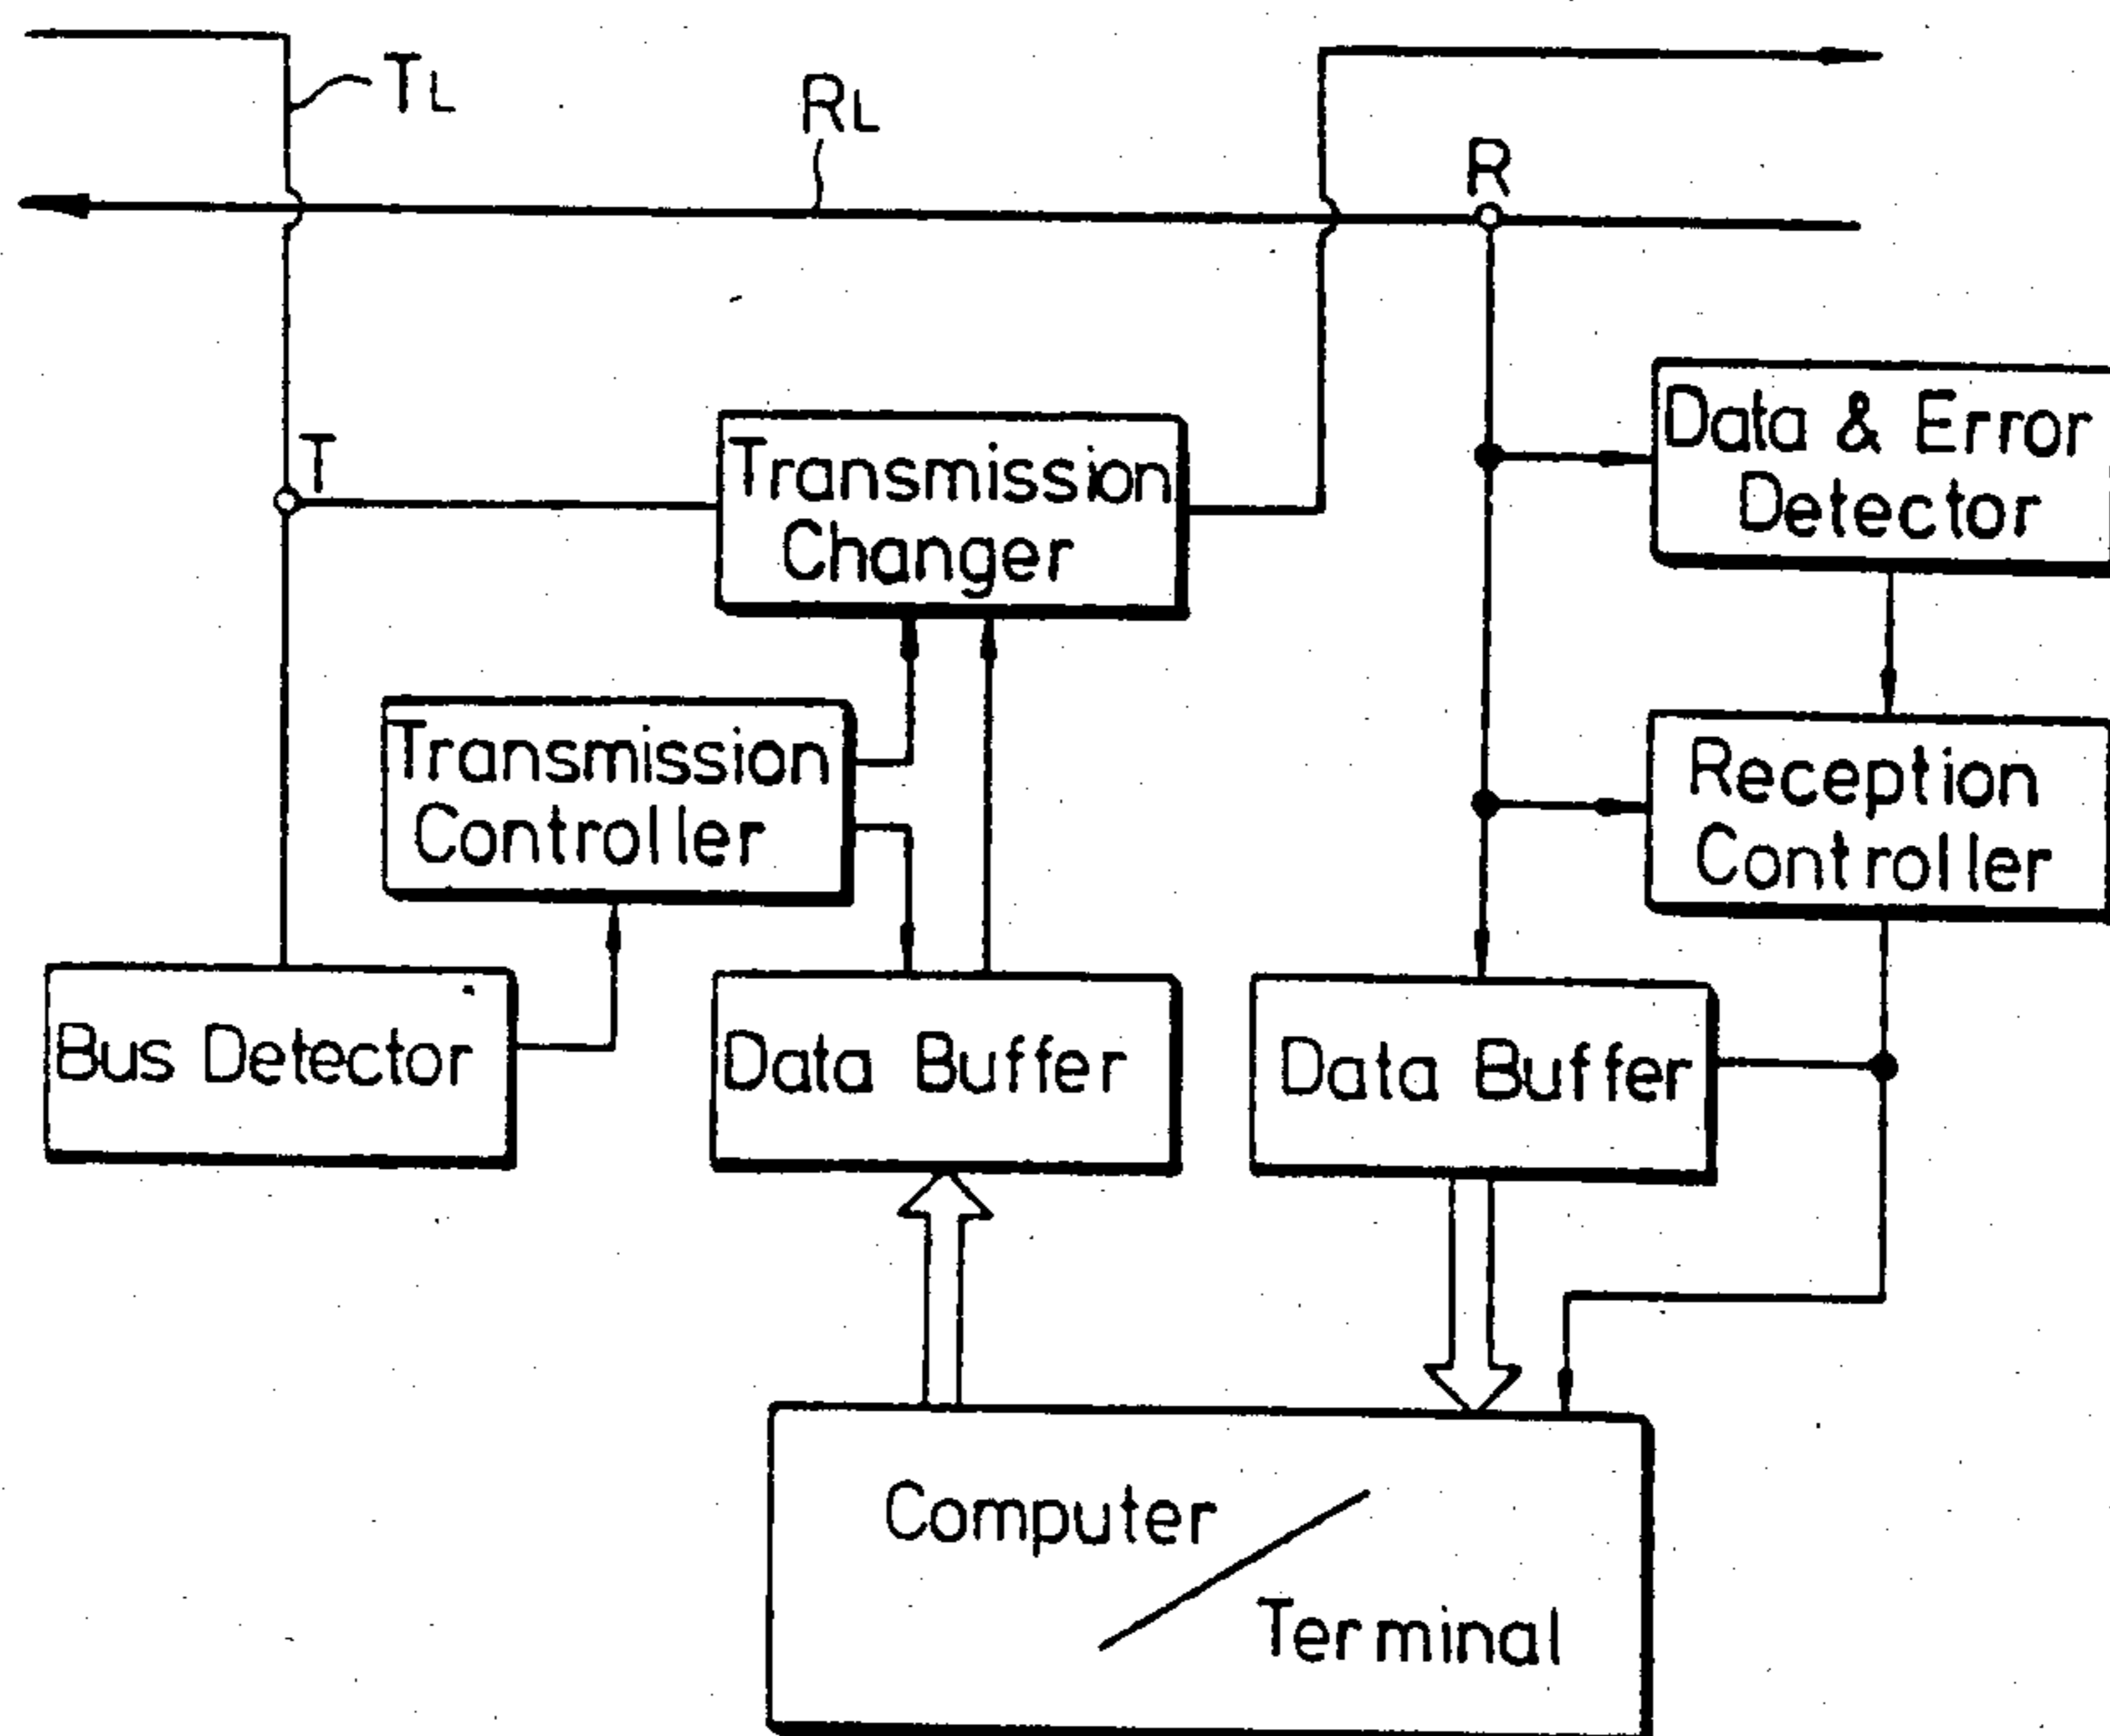 TL
RL
R
T
Transmission
Changer
Data & Error
Detector
Transmission
Controller
Reception
Controller
Bus Detector
Data Buffer
Data Buffer
Computer
Terminal